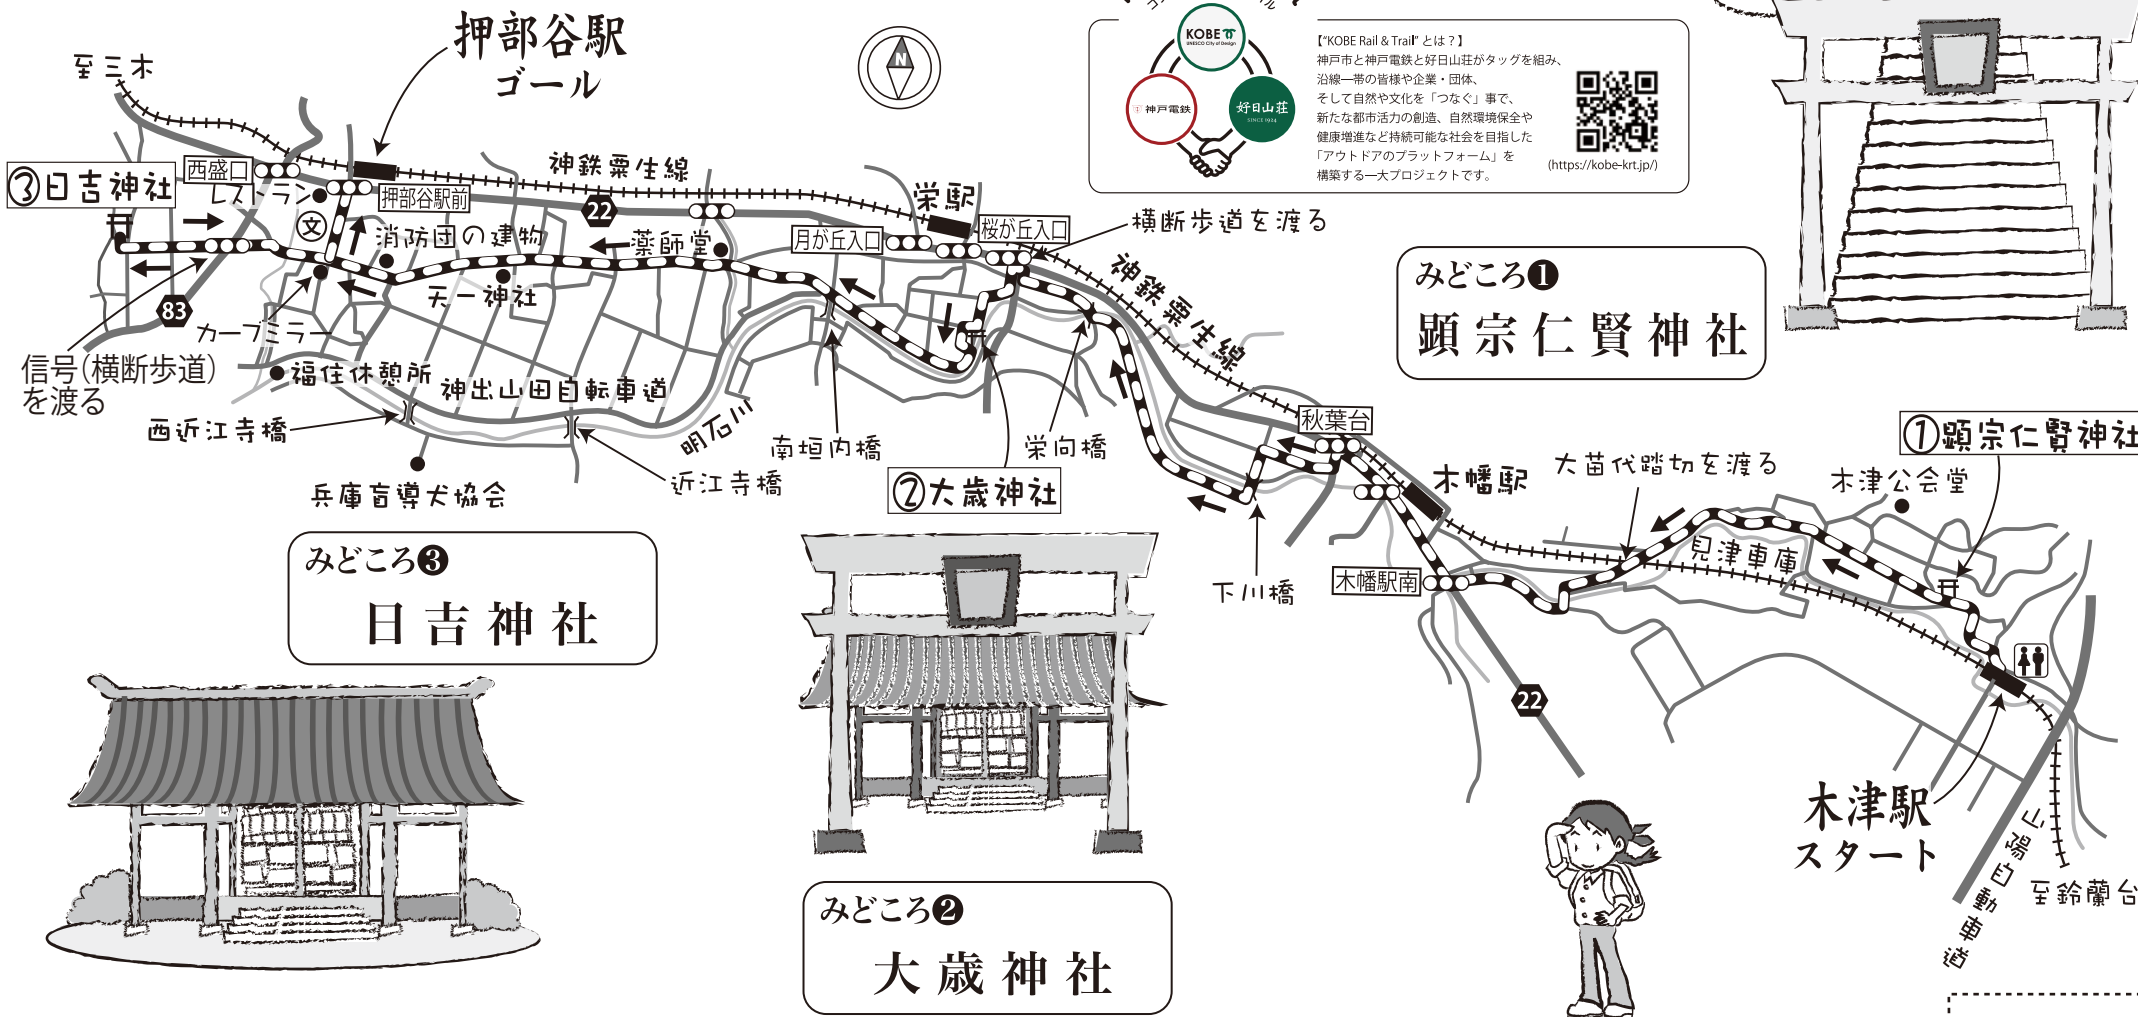 押部谷駅
ゴール
至三木
N
KOBE
UNESCO City of Design
神戸電鉄
好日山荘
SINCE 1924
【“KOBE Rail & Trail” とは？】
神戸市と神戸電鉄と好日山荘がタッグを組み、
沿線一帯の皆様や企業・団体、
そして自然や文化を「つなぐ」事で、
新たな都市活力の創造、自然環境保全や
健康増進など持続可能な社会を目指した
「アウトドアのプラットフォーム」を
構築する一大プロジェクトです。
(https://kobe-krt.jp/)
③日吉神社
西盛口
レストラン
文
押部谷駅前
神鉄粟生線
22
栄駅
桜が丘入口
横断歩道を渡る
消防団の建物
薬師堂
月が丘入口
天一神社
83
カーブミラー
信号(横断歩道)
を渡る
福住休憩所
神出山田自転車道
西近江寺橋
明石川
南垣内橋
栄向橋
近江寺橋
兵庫盲導犬協会
②大歳神社
神鉄粟生線
みどころ❶
顕宗仁賢神社
秋葉台
木幡駅
大苗代踏切を渡る
木津公会堂
①顕宗仁賢神社
見津車庫
下川橋
木幡駅南
22
木津駅
スタート
山陽自動車道
至鈴蘭台
みどころ❸
日吉神社
みどころ❷
大歳神社